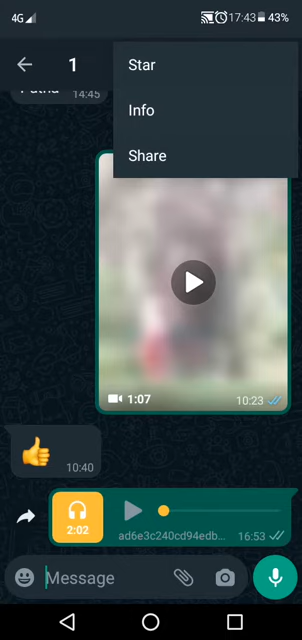 4G 17:43 43%
1
Star
Info
Share
14:45
1:07 10:23
10:40
2:02
ad6e3c240cd94edb... 16:53
Message